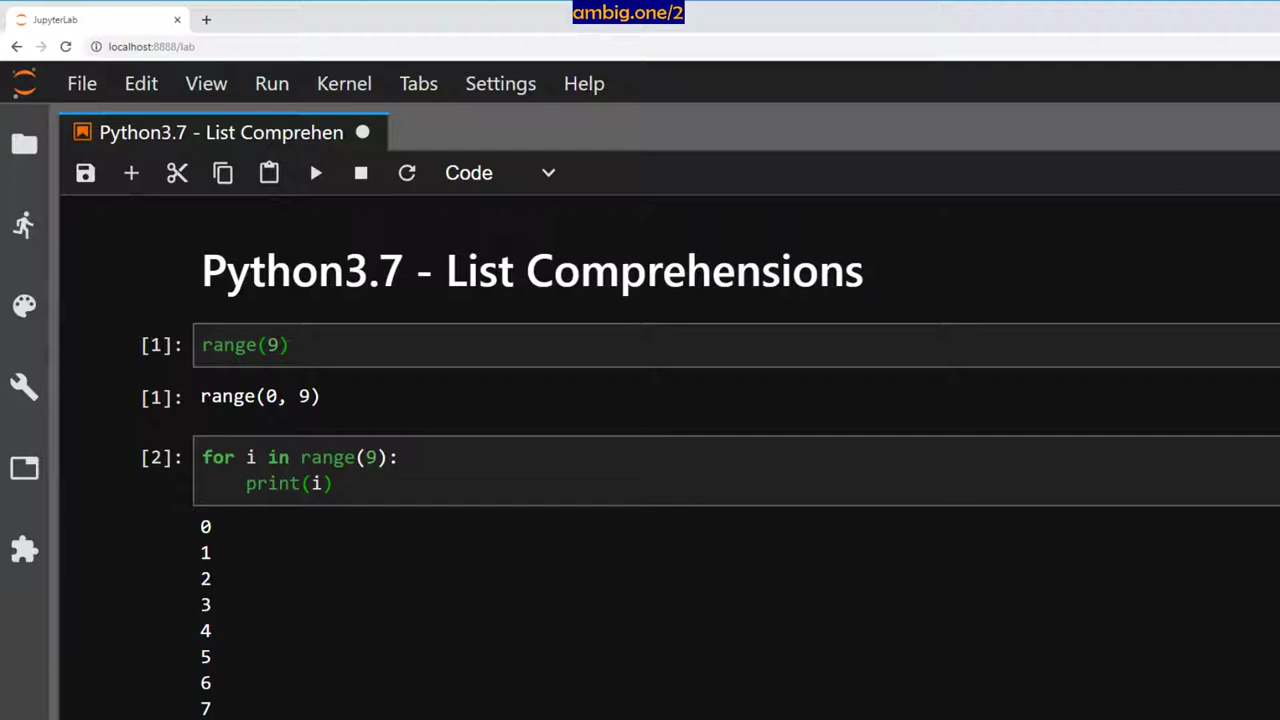 ambig.one/2
JupyterLab
localhost:8888/lab
File Edit View Run Kernel Tabs Settings Help
Python3.7 - List Comprehen
Code
Python3.7 - List Comprehensions
[1]: range(9)
[1]: range(0, 9)
[2]: for i in range(9):
    print(i)
0
1
2
3
4
5
6
7